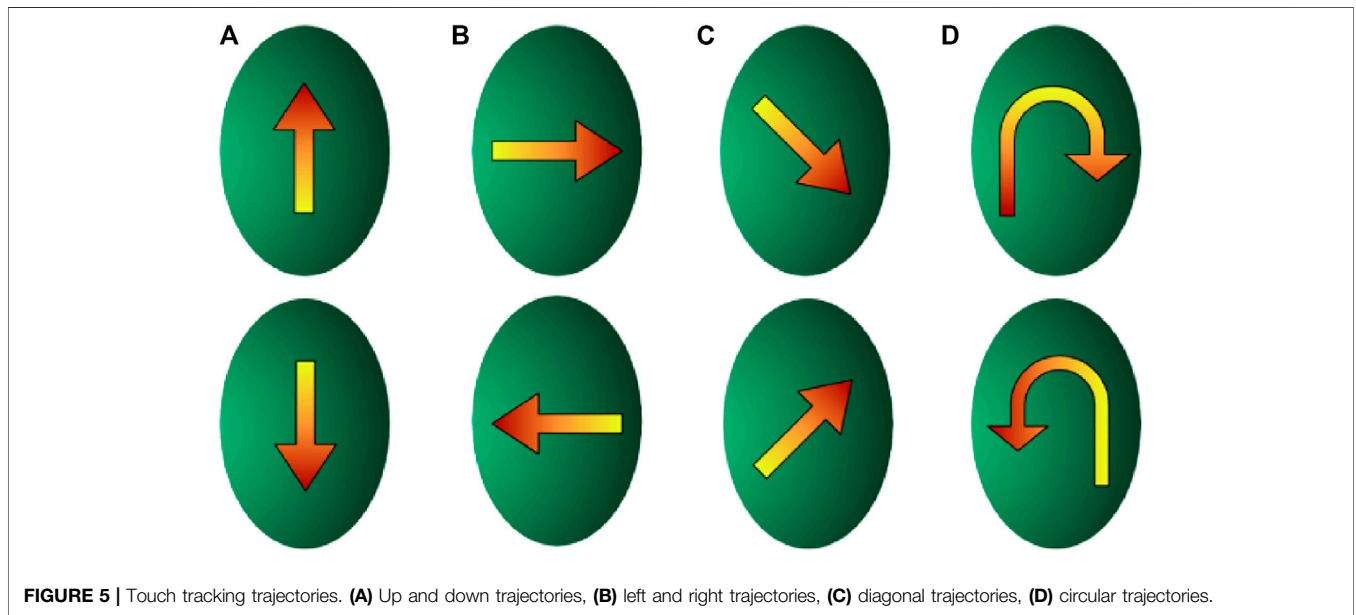 A B C D
FIGURE 5 | Touch tracking trajectories. (A) Up and down trajectories, (B) left and right trajectories, (C) diagonal trajectories, (D) circular trajectories.